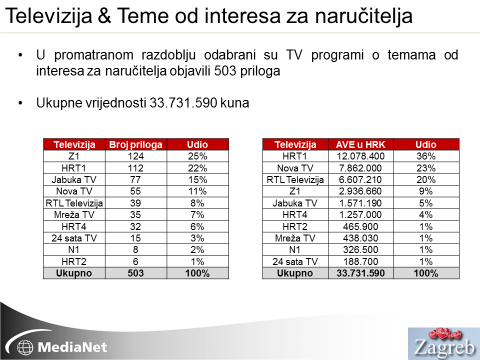 Televizija & Teme od interesa za naručitelja
• U promatranom razdoblju odabrani su TV programi o temama od
interesa za naručitelja objavili 503 priloga
• Ukupne vrijednosti 33.731.590 kuna
Televizija Broj priloga Udio
Z1 124 25%
HRT1 112 22%
Jabuka TV 77 15%
Nova TV 55 11%
RTL Televizija 39 8%
Mreža TV 35 7%
HRT4 32 6%
24 sata TV 15 3%
N1 8 2%
HRT2 6 1%
Ukupno 503 100%
Televizija AVE u HRK Udio
HRT1 12.078.400 36%
Nova TV 7.862.000 23%
RTL Televizija 6.607.210 20%
Z1 2.936.660 9%
Jabuka TV 1.571.190 5%
HRT4 1.257.000 4%
HRT2 465.900 1%
Mreža TV 438.030 1%
N1 326.500 1%
24 sata TV 188.700 1%
Ukupno 33.731.590 100%
MediaNet
Zagreb